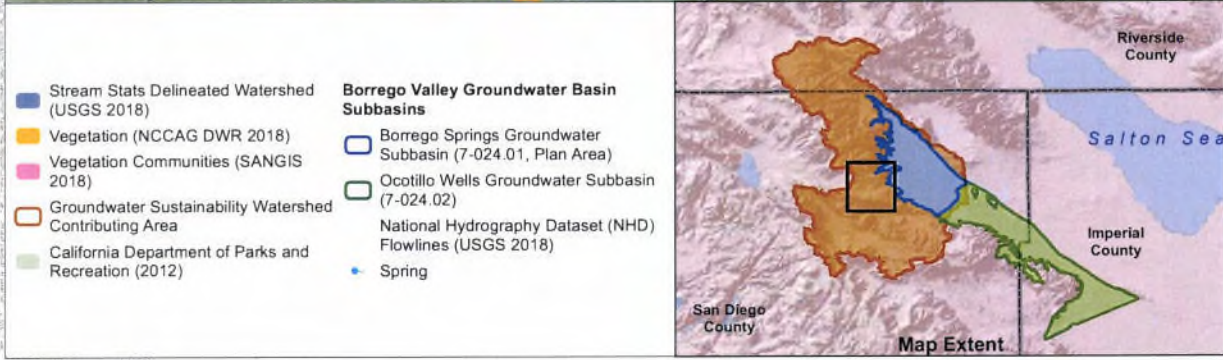 Stream Stats Delineated Watershed
(USGS 2018)
Vegetation (NCCAG DWR 2018)
Vegetation Communities (SANGIS
2018)
Groundwater Sustainability Watershed
Contributing Area
California Department of Parks and
Recreation (2012)
Borrego Valley Groundwater Basin
Subbasins
Borrego Springs Groundwater
Subbasin (7-024.01, Plan Area)
Ocotillo Wells Groundwater Subbasin
(7-024.02)
National Hydrography Dataset (NHD)
Flowlines (USGS 2018)
Spring
Riverside
County
Salton Sea
Imperial
County
San Diego
County
Map Extent